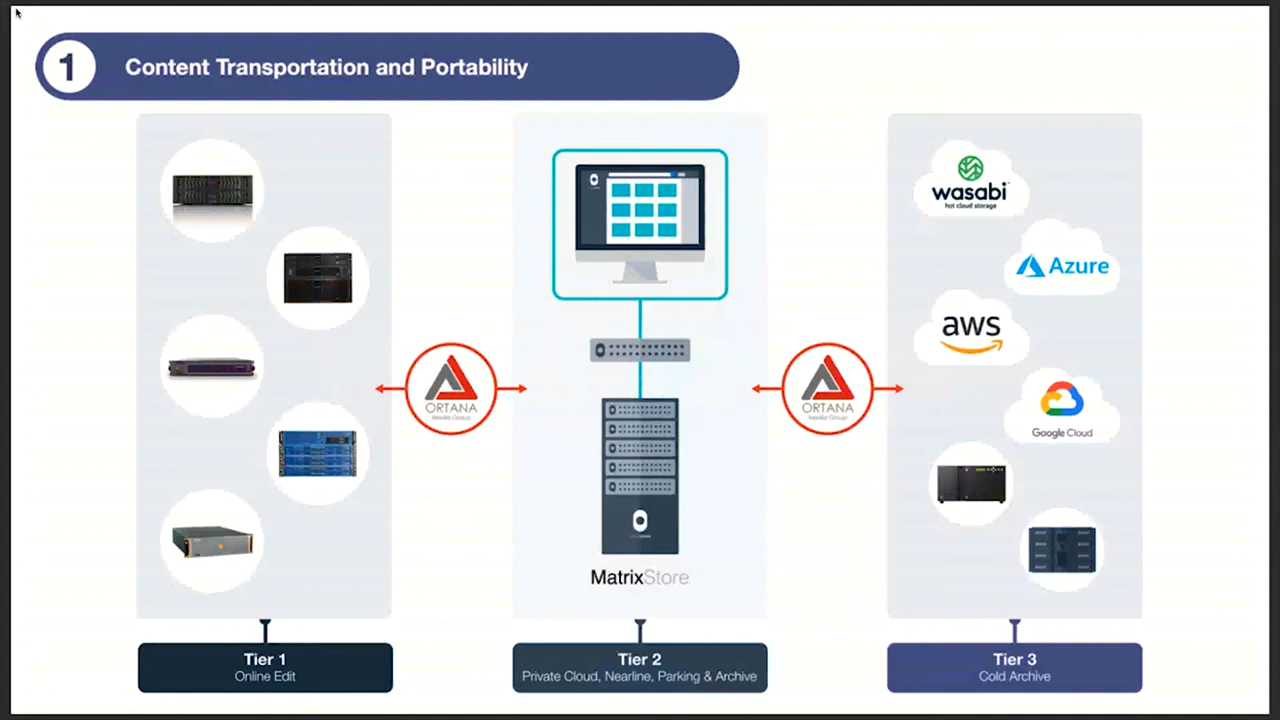 1
Content Transportation and Portability
wasabi
hot cloud storage
Azure
aws
Google Cloud
ORTANA
Media Group
ORTANA
Media Group
MatrixStore
Tier 1
Online Edit
Tier 2
Private Cloud, Nearline, Parking & Archive
Tier 3
Cold Archive